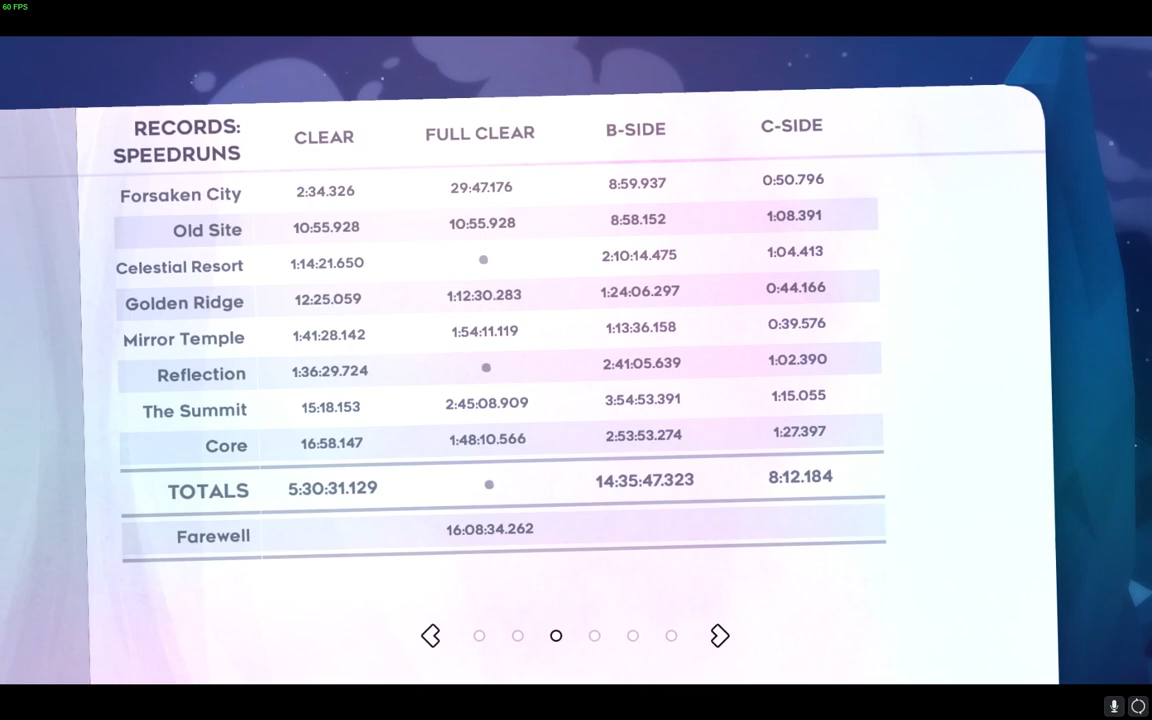 60 FPS
RECORDS: SPEEDRUNS CLEAR FULL CLEAR B-SIDE C-SIDE
Forsaken City 2:34.326 29:47.176 8:59.937 0:50.796
Old Site 10:55.928 10:55.928 8:58.152 1:08.391
Celestial Resort 1:14:21.650 2:10:14.475 1:04.413
Golden Ridge 12:25.059 1:12:30.283 1:24:06.297 0:44.166
Mirror Temple 1:41:28.142 1:54:11.119 1:13:36.158 0:39.576
Reflection 1:36:29.724 2:41:05.639 1:02.390
The Summit 15:18.153 2:45:08.909 3:54:53.391 1:15.055
Core 16:58.147 1:48:10.566 2:53:53.274 1:27.397
TOTALS 5:30:31.129 14:35:47.323 8:12.184
Farewell 16:08:34.262